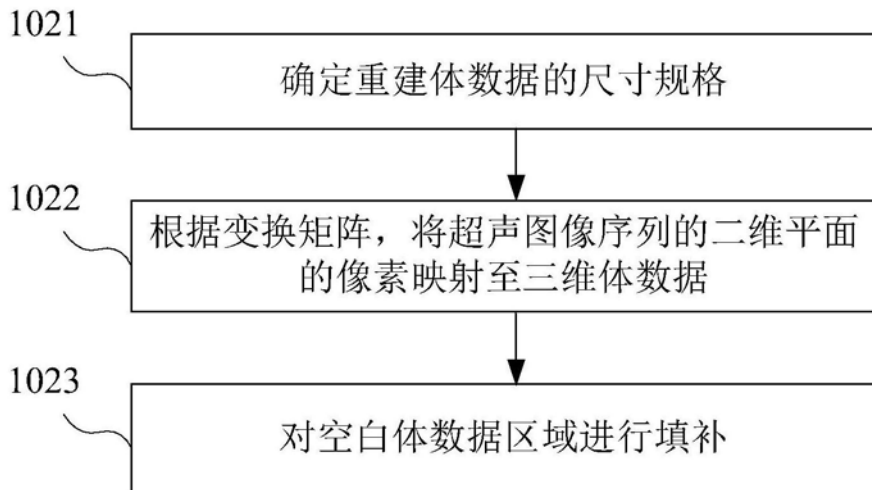 1021
确定重建体数据的尺寸规格
1022
根据变换矩阵，将超声图像序列的二维平面
的像素映射至三维体数据
1023
对空白体数据区域进行填补